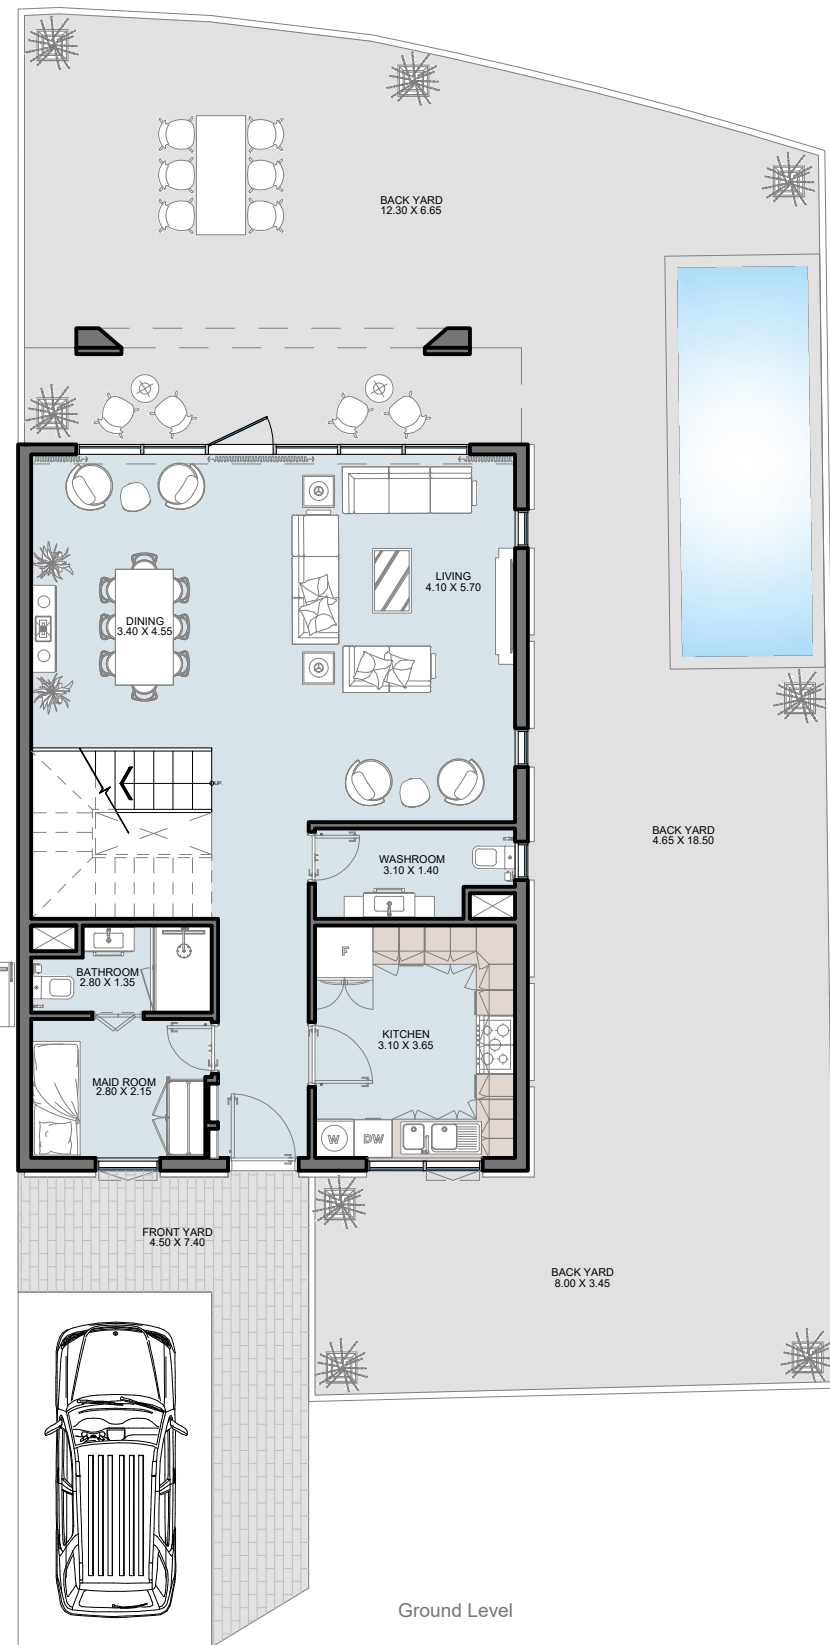 BACK YARD
12.30 X 6.65
LIVING
4.10 X 5.70
DINING
3.40 X 4.55
UP.
BACK YARD
4.65 X 18.50
WASHROOM
3.10 X 1.40
F
BATHROOM
2.80 X 1.35
KITCHEN
3.10 X 3.65
MAID ROOM
2.80 X 2.15
W
DW
FRONT YARD
4.50 X 7.40
BACK YARD
8.00 X 3.45
Ground Level